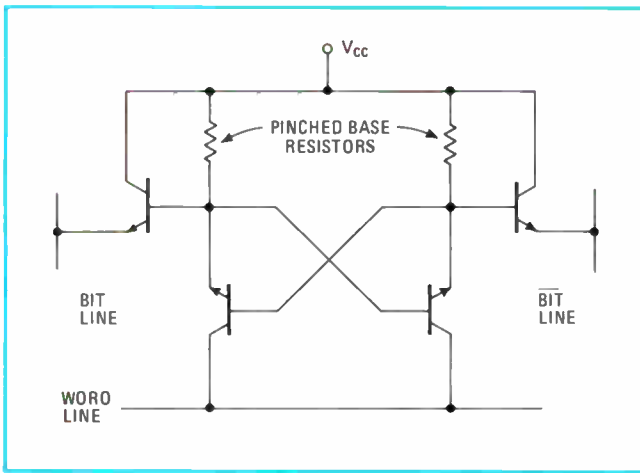 Vcc
PINCHED BASE
RESISTORS
BIT
LINE
BIT
LINE
WORO
LINE